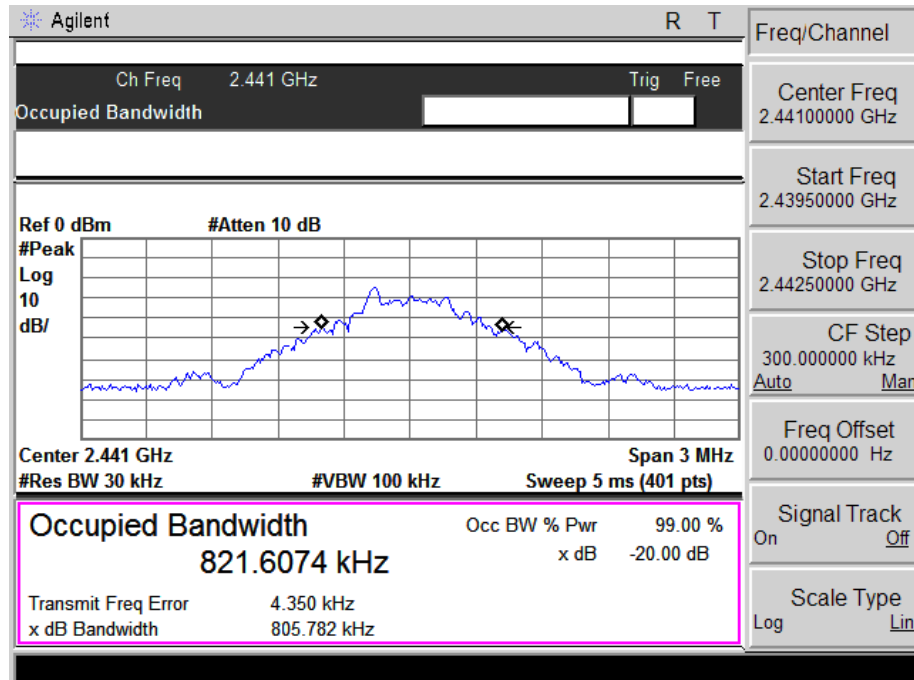 Agilent R T
Ch Freq 2.441 GHz Trig Free
Occupied Bandwidth
Ref 0 dBm #Atten 10 dB
#Peak
Log
10
dB/
Center 2.441 GHz Span 3 MHz
#Res BW 30 kHz #VBW 100 kHz Sweep 5 ms (401 pts)
Occupied Bandwidth Occ BW % Pwr 99.00 %
821.6074 kHz x dB -20.00 dB
Transmit Freq Error 4.350 kHz
x dB Bandwidth 805.782 kHz
Freq/Channel
Center Freq
2.44100000 GHz
Start Freq
2.43950000 GHz
Stop Freq
2.44250000 GHz
CF Step
300.000000 kHz
Auto Man
Freq Offset
0.00000000 Hz
Signal Track
On Off
Scale Type
Log Lin